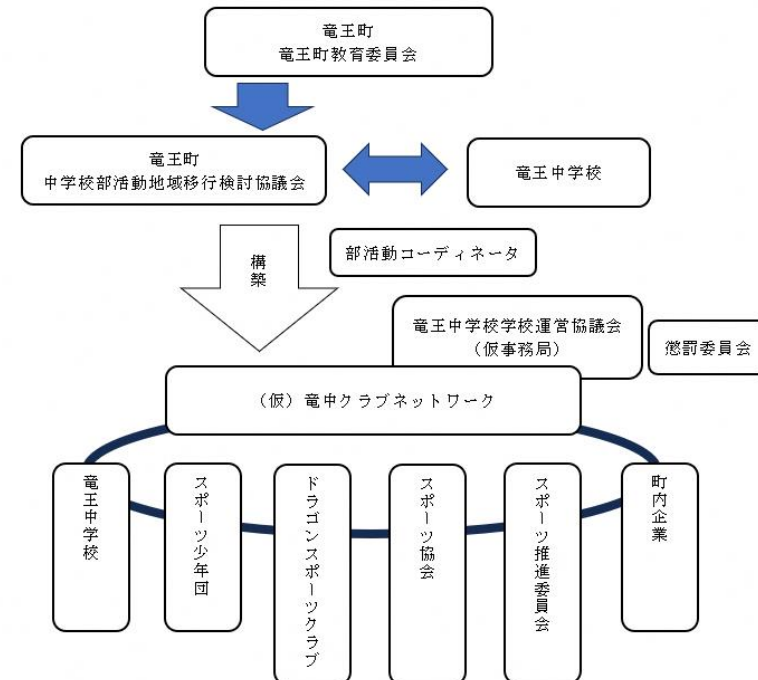 竜王町
竜王町教育委員会
竜王町
中学校部活動地域移行検討協議会
竜王中学校
構築
部活動コーディネータ
竜王中学校学校運営協議会
（仮事務局）
懲罰委員会
（仮）竜中クラブネットワーク
竜王中学校
スポーツ少年団
ドラゴンスポーツクラブ
スポーツ協会
スポーツ推進委員会
町内企業